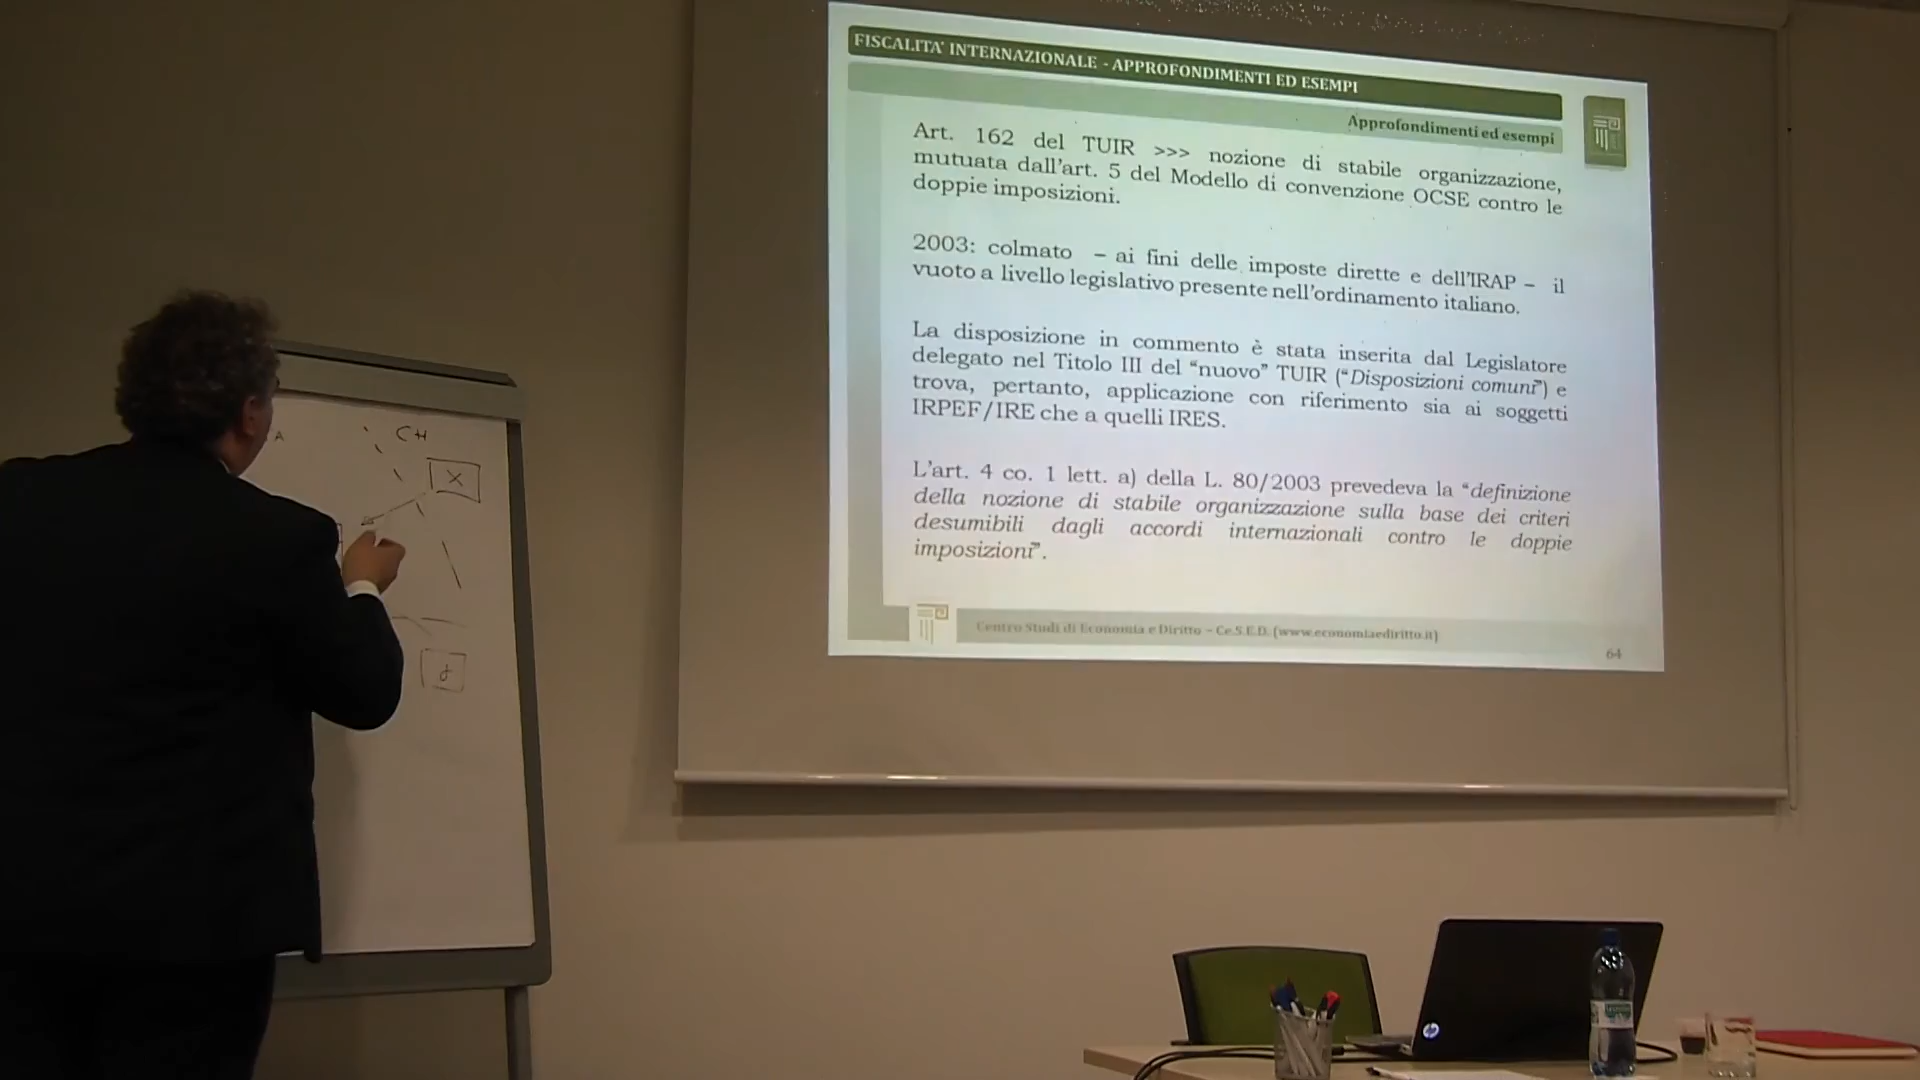 FISCALITA' INTERNAZIONALE - APPROFONDIMENTI ED ESEMPI
Approfondimenti ed esempi
Art. 162 del TUIR >>> nozione di stabile organizzazione,
mutuata dall'art. 5 del Modello di convenzione OCSE contro le
doppie imposizioni.
2003: colmato – ai fini delle imposte dirette e dell'IRAP – il
vuoto a livello legislativo presente nell'ordinamento italiano.
La disposizione in commento è stata inserita dal Legislatore
delegato nel Titolo III del "nuovo" TUIR ("Disposizioni comuni") e
trova, pertanto, applicazione con riferimento sia ai soggetti
IRPEF/IRE che a quelli IRES.
L'art. 4 co. 1 lett. a) della L. 80/2003 prevedeva la "definizione
della nozione di stabile organizzazione sulla base dei criteri
desumibili dagli accordi internazionali contro le doppie
imposizioni".
Centro Studi di Economia e Diritto – Ce.S.E.D. (www.economiaediritto.it)
64
A
CH
X
hp